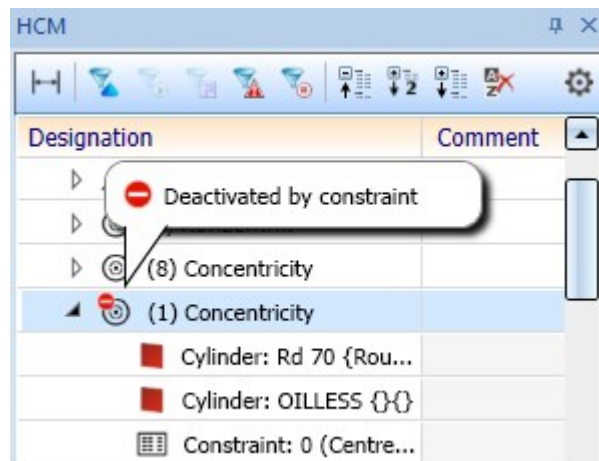 HCM
Designation Comment
Deactivated by constraint
(8) Concentricity
(1) Concentricity
Cylinder: Rd 70 {Rou...
Cylinder: OILLESS {}{}
Constraint: 0 (Centre...